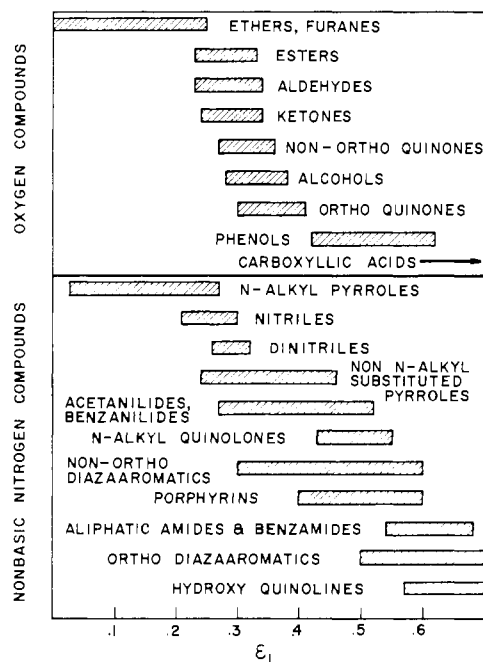 OXYGEN COMPOUNDS
ETHERS, FURANES
ESTERS
ALDEHYDES
KETONES
NON-ORTHO QUINONES
ALCOHOLS
ORTHO QUINONES
PHENOLS
CARBOXYLLIC ACIDS
NONBASIC NITROGEN COMPOUNDS
N-ALKYL PYRROLES
NITRILES
DINITRILES
NON N-ALKYL
SUBSTITUTED
PYRROLES
ACETANILIDES,
BENZANILIDES
N-ALKYL QUINOLONES
NON-ORTHO
DIAZAAROMATICS
PORPHYRINS
ALIPHATIC AMIDES & BENZAMIDES
ORTHO DIAZAAROMATICS
HYDROXY QUINOLINES
.1 .2 .3 .4 .5 .6
ε₁